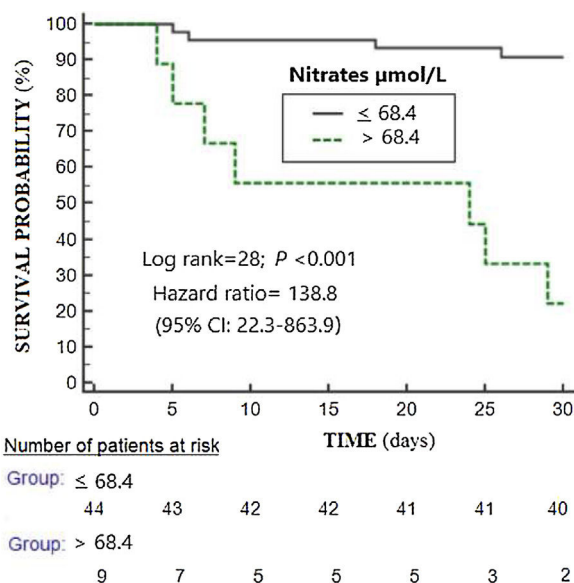 100
90
80
70
60
50
40
30
20
10
0
SURVIVAL PROBABILITY (%)
Nitrates µmol/L
≤ 68.4
> 68.4
Log rank=28; P <0.001
Hazard ratio= 138.8
(95% CI: 22.3-863.9)
0 5 10 15 20 25 30
TIME (days)
Number of patients at risk
Group: ≤ 68.4
44 43 42 42 41 41 40
Group: > 68.4
9 7 5 5 5 3 2